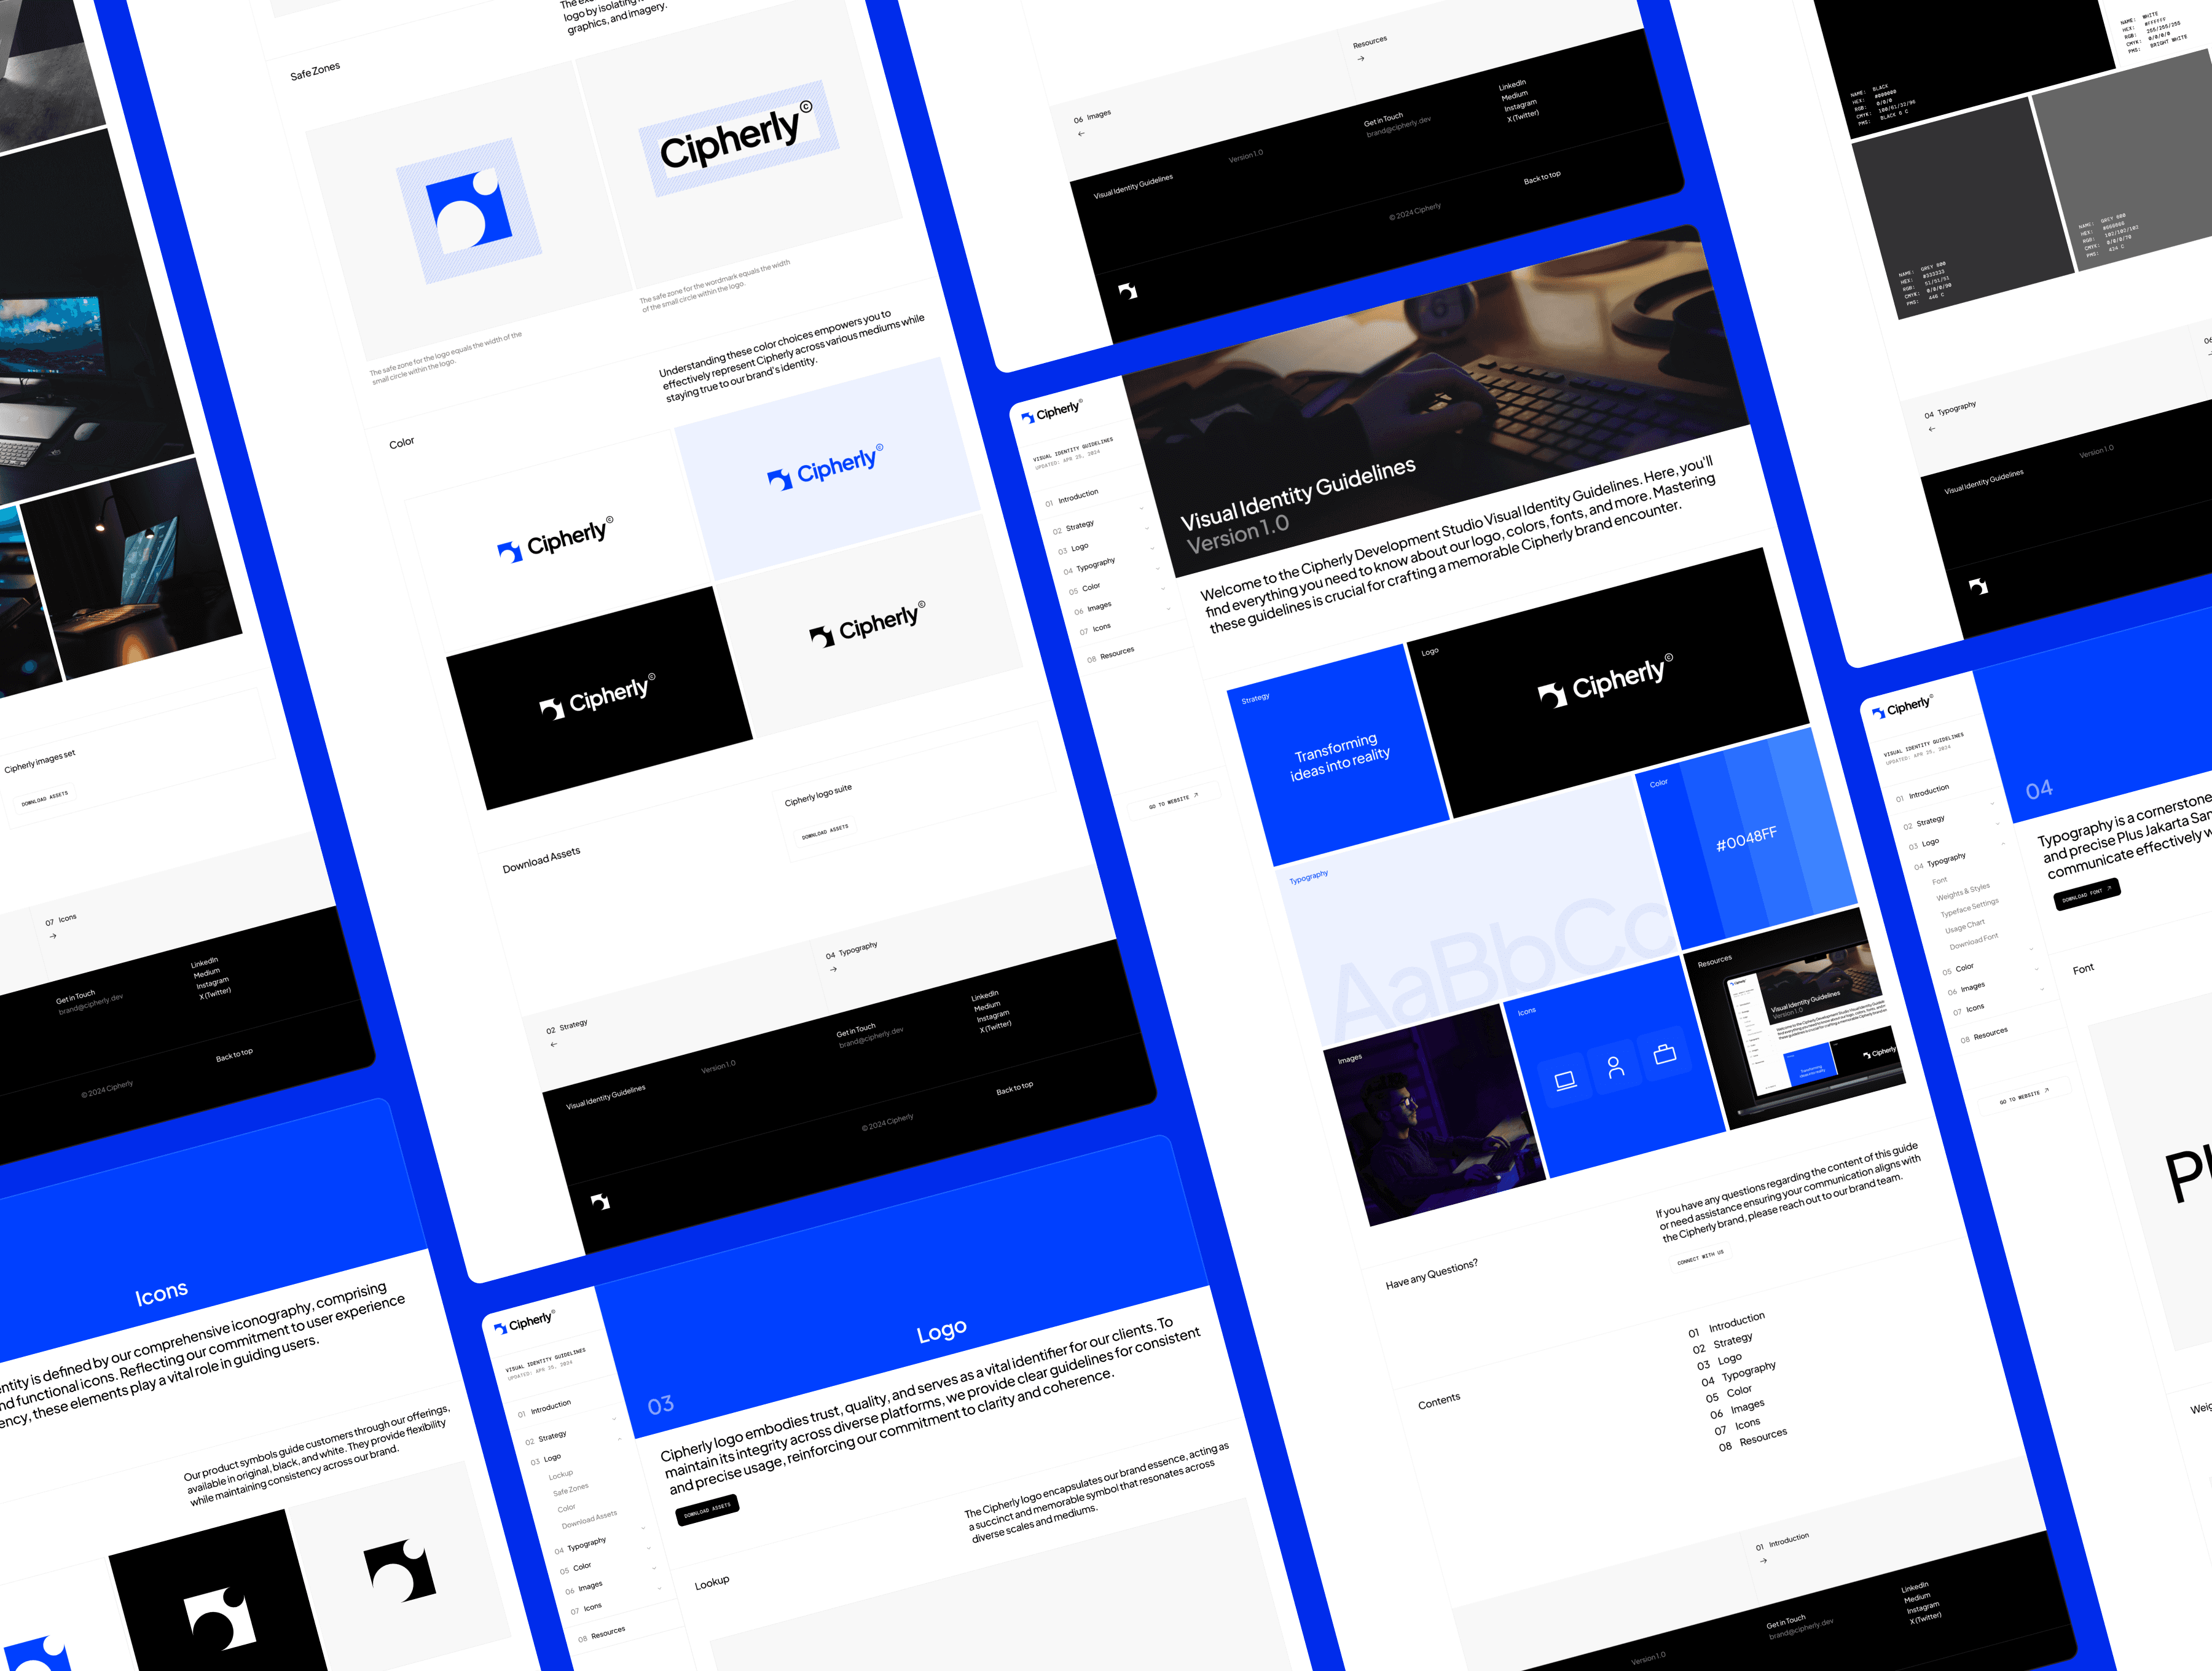 Cipherly images set
DOWNLOAD ASSETS
07 Icons
→
Get in Touch
brand@cipherly.dev
LinkedIn
Medium
Instagram
X (Twitter)
© 2024 Cipherly
Back to top
Icons
entity is defined by our comprehensive iconography, comprising
nd functional icons. Reflecting our commitment to user experience
ency, these elements play a vital role in guiding users.
Our product symbols guide customers through our offerings,
available in original, black, and white. They provide flexibility
while maintaining consistency across our brand.
logo by isolating
graphics, and imagery.
Safe Zones
Cipherly©
The safe zone for the logo equals the width of the
small circle within the logo.
The safe zone for the wordmark equals the width
of the small circle within the logo.
Understanding these color choices empowers you to
effectively represent Cipherly across various mediums while
staying true to our brand's identity.
Color
Cipherly©
Cipherly©
Cipherly©
Cipherly©
Download Assets
Cipherly logo suite
DOWNLOAD ASSETS
02 Strategy
←
04 Typography
→
Visual Identity Guidelines
Version 1.0
Get in Touch
brand@cipherly.dev
LinkedIn
Medium
Instagram
X (Twitter)
© 2024 Cipherly
Back to top
Cipherly©
VISUAL IDENTITY GUIDELINES
UPDATED: APR 25, 2024
01 Introduction
02 Strategy
03 Logo
Lockup
Safe Zones
Color
Download Assets
04 Typography
05 Color
06 Images
07 Icons
08 Resources
03
Logo
Cipherly logo embodies trust, quality, and serves as a vital identifier for our clients. To
maintain its integrity across diverse platforms, we provide clear guidelines for consistent
and precise usage, reinforcing our commitment to clarity and coherence.
DOWNLOAD ASSETS
The Cipherly logo encapsulates our brand essence, acting as
a succinct and memorable symbol that resonates across
diverse scales and mediums.
Lookup
06 Images
←
Resources
→
Visual Identity Guidelines
Version 1.0
Get in Touch
brand@cipherly.dev
LinkedIn
Medium
Instagram
X (Twitter)
© 2024 Cipherly
Back to top
Cipherly©
VISUAL IDENTITY GUIDELINES
UPDATED: APR 25, 2024
01 Introduction
02 Strategy
03 Logo
04 Typography
05 Color
06 Images
07 Icons
08 Resources
GO TO WEBSITE ↗
Visual Identity Guidelines
Version 1.0
Welcome to the Cipherly Development Studio Visual Identity Guidelines. Here, you'll
find everything you need to know about our logo, colors, fonts, and more. Mastering
these guidelines is crucial for crafting a memorable Cipherly brand encounter.
Strategy
Transforming
ideas into reality
Logo
Cipherly©
Typography
AaBbCc
Color
#0048FF
Images
Icons
Resources
Visual Identity Guidelines
Version 1.0
Transforming
ideas into reality
Cipherly
Have any Questions?
If you have any questions regarding the content of this guide
or need assistance ensuring your communication aligns with
the Cipherly brand, please reach out to our brand team.
CONNECT WITH US
Contents
01 Introduction
02 Strategy
03 Logo
04 Typography
05 Color
06 Images
07 Icons
08 Resources
01 Introduction
→
Version 1.0
Get in Touch
brand@cipherly.dev
LinkedIn
Medium
Instagram
X (Twitter)
NAME: BLACK
HEX: #000000
RGB: 0/0/0
PMS: BLACK 6 C
NAME: WHITE
HEX: #FFFFFF
RGB: 255/255/255
CMYK: 0/0/0/0
PMS: BRIGHT WHITE
NAME: GREY 800
HEX: #333333
RGB: 51/51/51
CMYK: 0/0/0/90
PMS: 446 C
HEX: #666666
RGB: 102/102/102
CMYK: 0/0/0/70
PMS: 424 C
04 Typography
←
Visual Identity Guidelines
Version 1.0
Cipherly©
VISUAL IDENTITY GUIDELINES
UPDATED: APR 25, 2024
01 Introduction
02 Strategy
03 Logo
04 Typography
Font
Weights & Styles
Typeface Settings
Usage Chart
Download Font
05 Color
06 Images
07 Icons
08 Resources
GO TO WEBSITE ↗
04
Typography is a cornerstone
and precise Plus Jakarta San
communicate effectively w
DOWNLOAD FONT ↗
Font
Pl
Weig